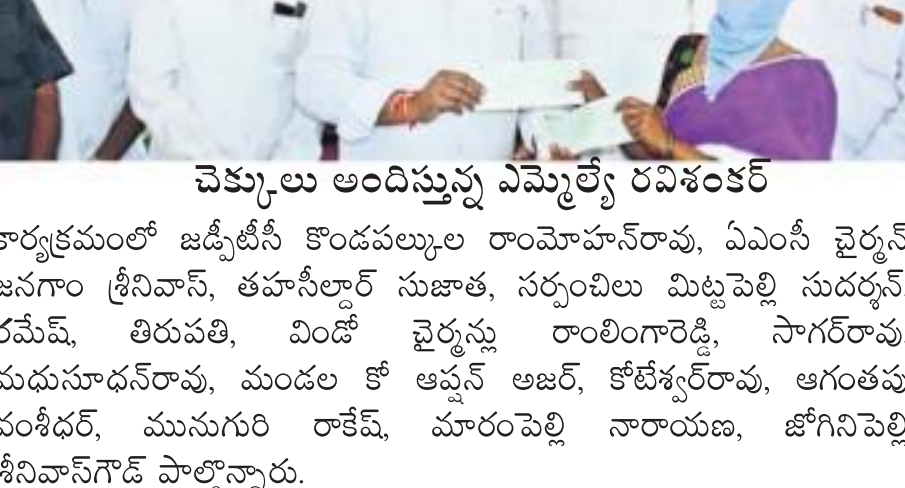 చెక్కులు అందిస్తున్న ఎమ్మెల్యే రవిశంకర్
కార్యక్రమంలో జడ్పీటీసీ కొండపల్కుల రాంమోహన్‌రావు, ఏఎంసీ చైర్మన్
జనగాం శ్రీనివాస్, తహసీల్దార్ సుజాత, సర్పంచిలు మిట్టపెల్లి సుదర్శన్,
రమేష్, తిరుపతి, విండో చైర్మన్లు రాంలింగారెడ్డి, సాగర్‌రావు,
మధుసూధన్‌రావు, మండల కో ఆప్షన్ అజర్, కోటేశ్వర్‌రావు, ఆగంతపు
వంశీధర్, మునుగురి రాకేష్, మారంపెల్లి నారాయణ, జోగినిపెల్లి
శ్రీనివాస్‌గౌడ్ పాల్గొన్నారు.